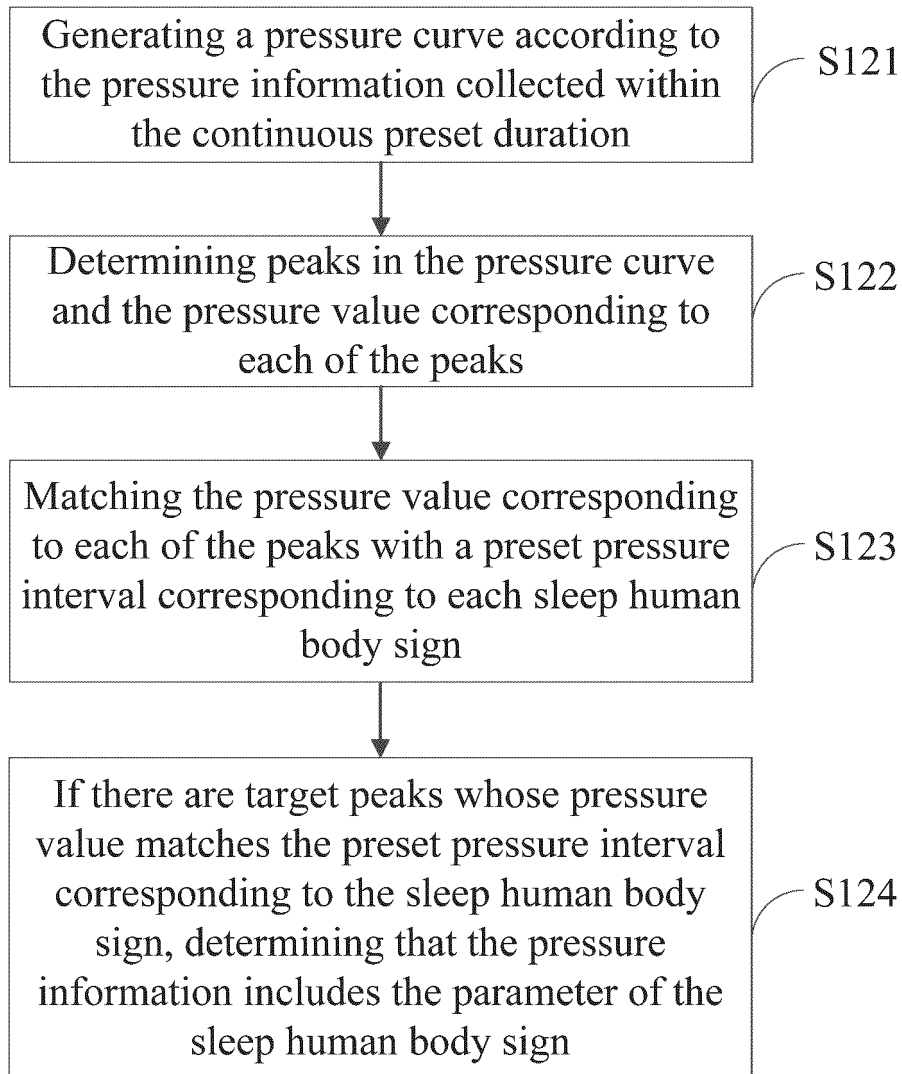 Generating a pressure curve according to
the pressure information collected within
the continuous preset duration
S121
Determining peaks in the pressure curve
and the pressure value corresponding to
each of the peaks
S122
Matching the pressure value corresponding
to each of the peaks with a preset pressure
interval corresponding to each sleep human
body sign
S123
If there are target peaks whose pressure
value matches the preset pressure interval
corresponding to the sleep human body
sign, determining that the pressure
information includes the parameter of the
sleep human body sign
S124